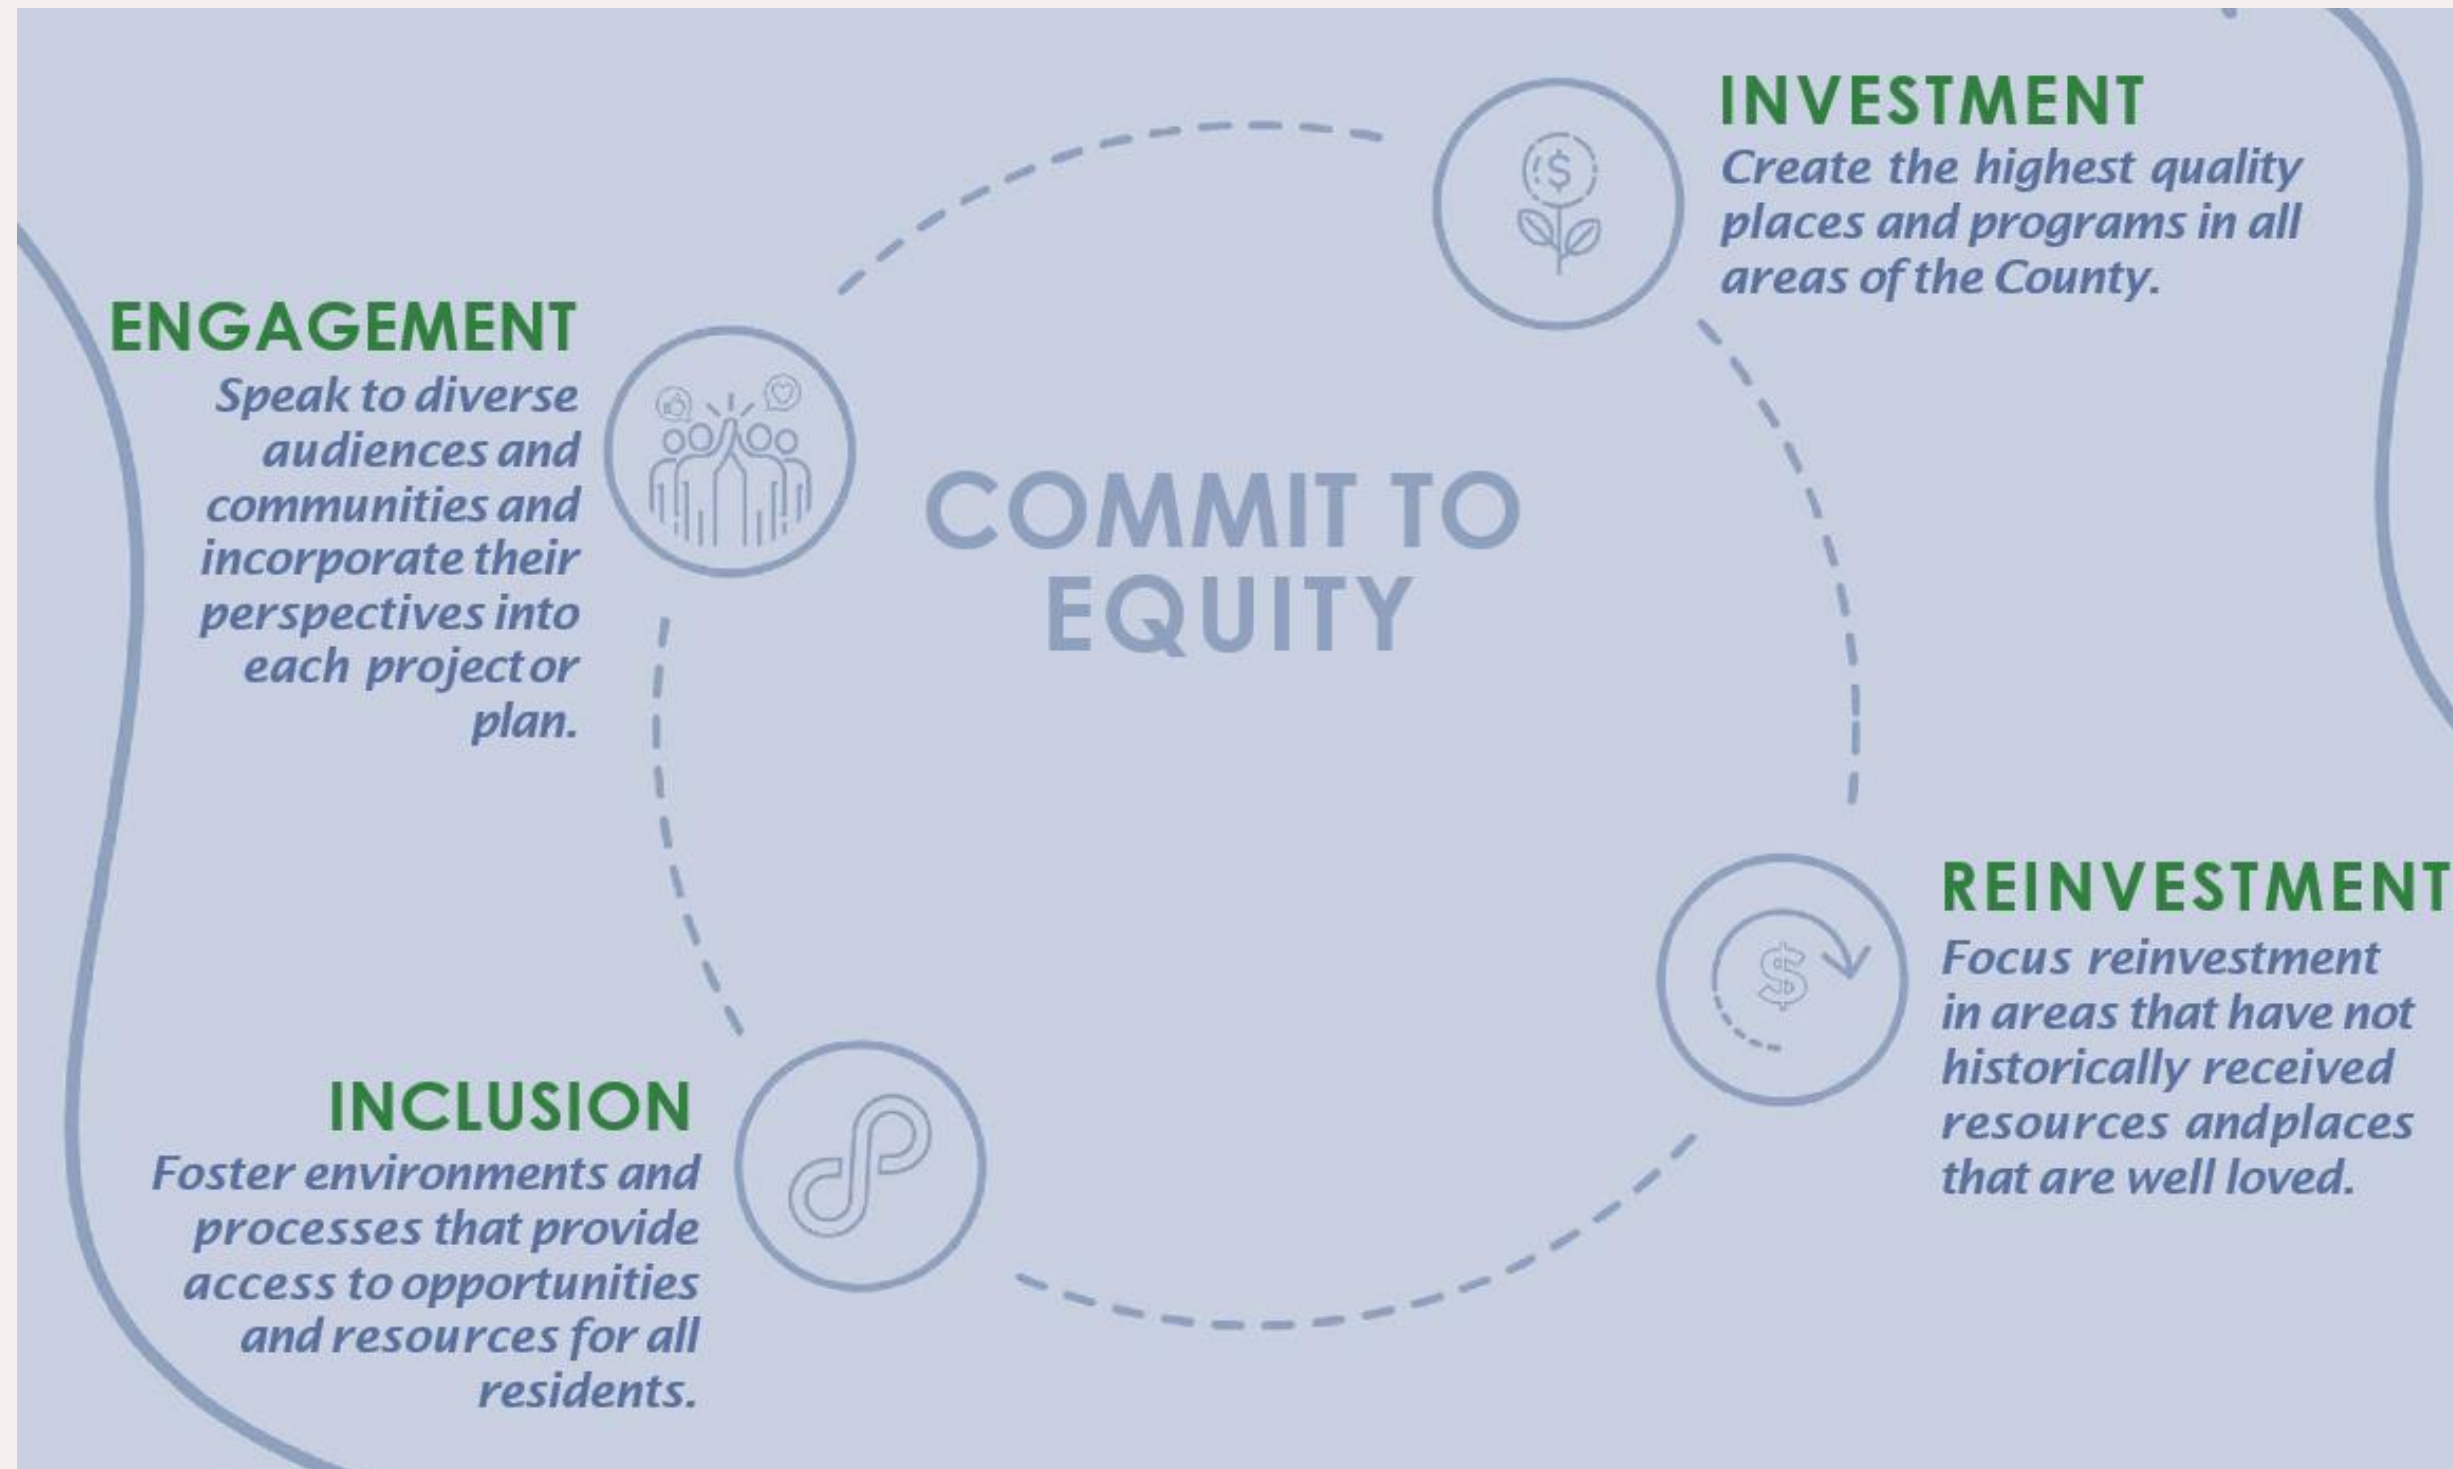 INVESTMENT
Create the highest quality
places and programs in all
areas of the County.
ENGAGEMENT
Speak to diverse
audiences and
communities and
incorporate their
perspectives into
each project or
plan.
COMMIT TO
EQUITY
REINVESTMENT
Focus reinvestment
in areas that have not
historically received
resources andplaces
that are well loved.
INCLUSION
Foster environments and
processes that provide
access to opportunities
and resources for all
residents.